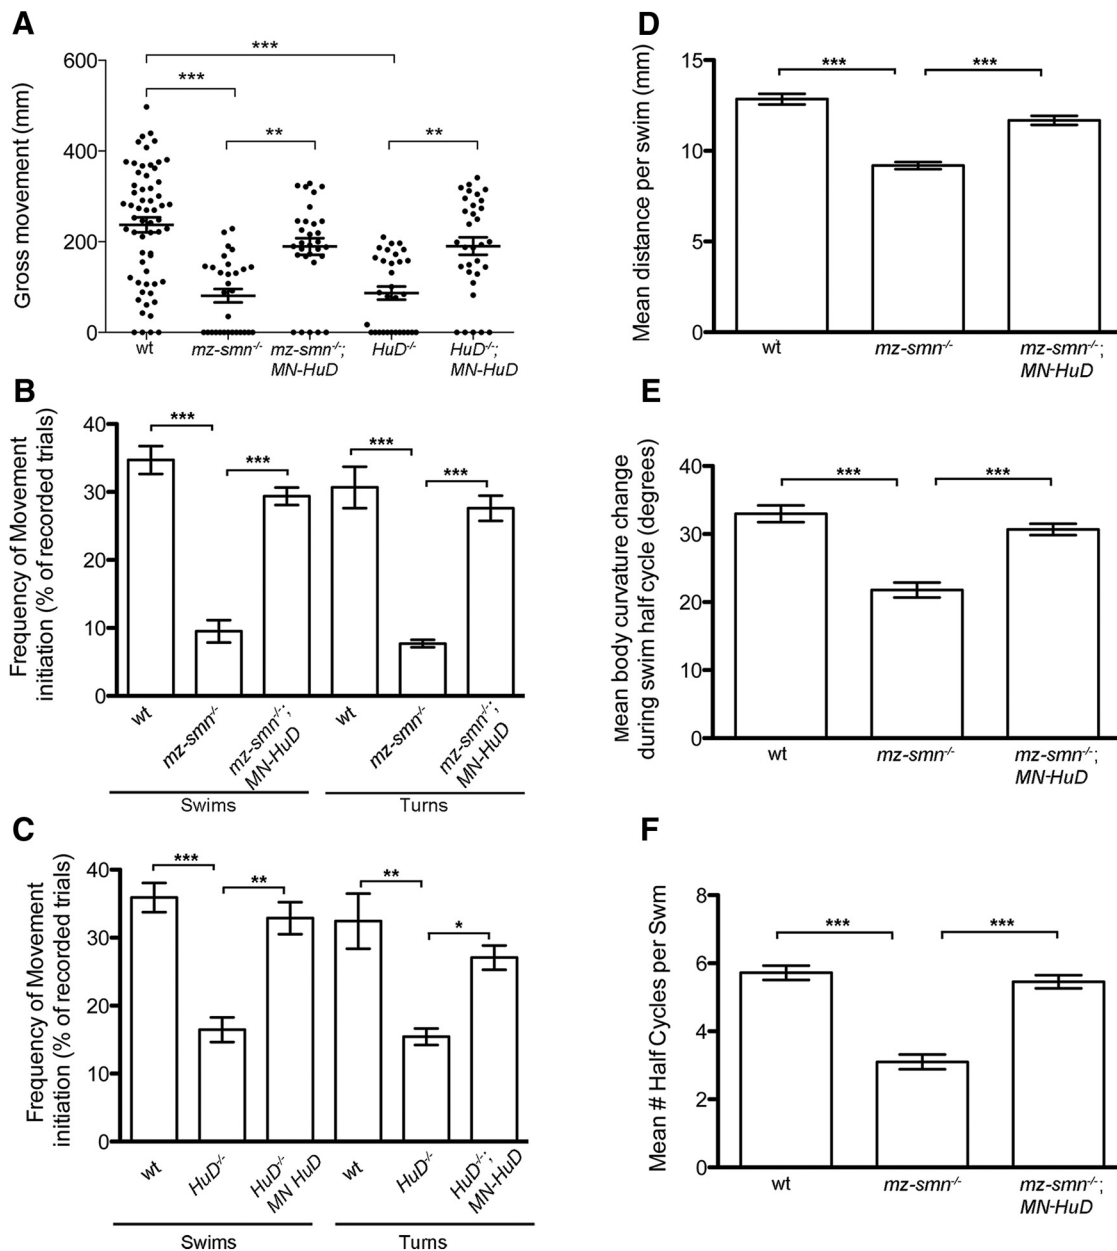 A
Gross movement (mm)
600
400
200
0
***
***
**
**
wt
mz-smn-/-
mz-smn-/-;
MN-HuD
HuD-/-
HuD-/-;
MN-HuD
B
Frequency of Movement
initiation (% of recorded trials)
40
30
20
10
0
***
***
***
***
wt
mz-smn-/-
mz-smn-/-;
MN-HuD
wt
mz-smn-/-
mz-smn-/-;
MN-HuD
Swims
Turns
C
Frequency of Movement
initiation (% of recorded trials)
40
30
20
10
0
***
**
**
*
wt
HuD-/-
HuD-/-
MN HuD
wt
HuD-/-
HuD-/-;
MN-HuD
Swims
Turns
D
Mean distance per swim (mm)
15
10
5
0
***
***
wt
mz-smn-/-
mz-smn-/-;
MN-HuD
E
Mean body curvature change
during swim half cycle (degrees)
40
30
20
10
0
***
***
wt
mz-smn-/-
mz-smn-/-;
MN-HuD
F
Mean # Half Cycles per Swm
8
6
4
2
0
***
***
wt
mz-smn-/-
mz-smn-/-;
MN-HuD